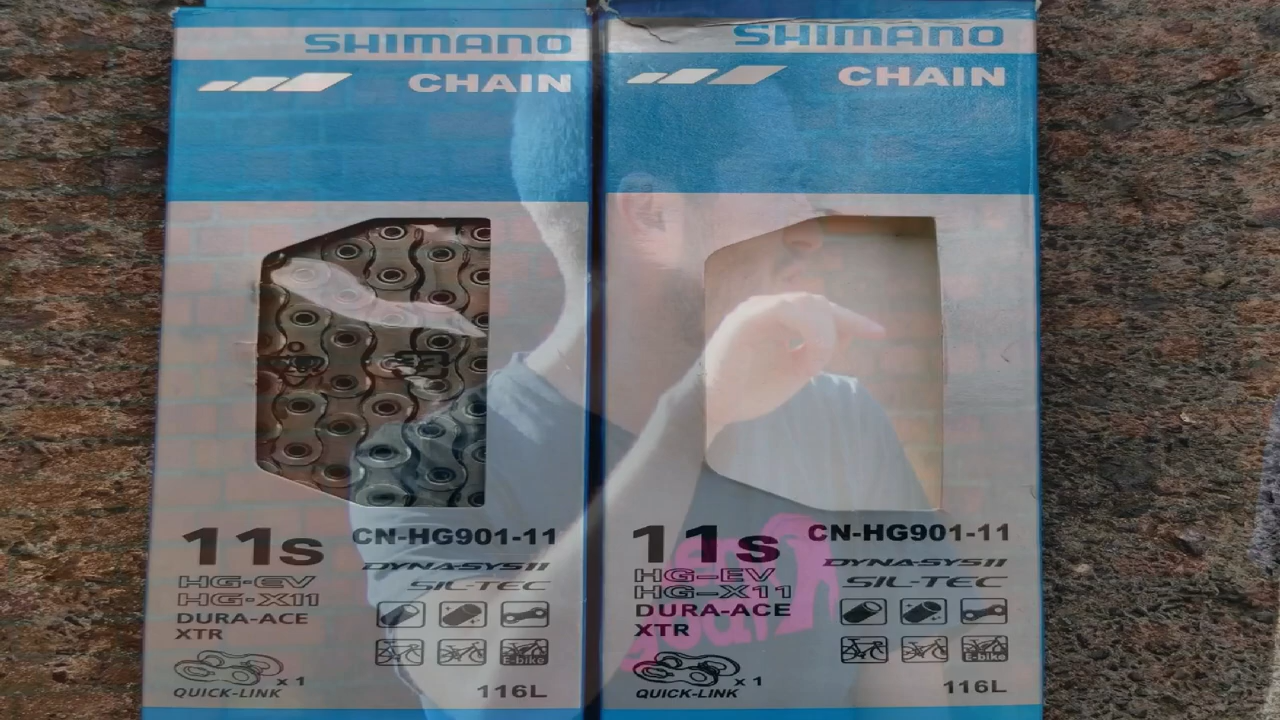 SHIMANO
CHAIN
11s
CN-HG901-11
HG-EV
HG-X11
DYNA-SYS11
SIL-TEC
DURA-ACE
XTR
E-bike
x 1
QUICK-LINK
116L
SHIMANO
CHAIN
11s
CN-HG901-11
HG-EV
HG-X11
DYNA-SYS11
SIL-TEC
DURA-ACE
XTR
E-bike
x 1
QUICK-LINK
116L